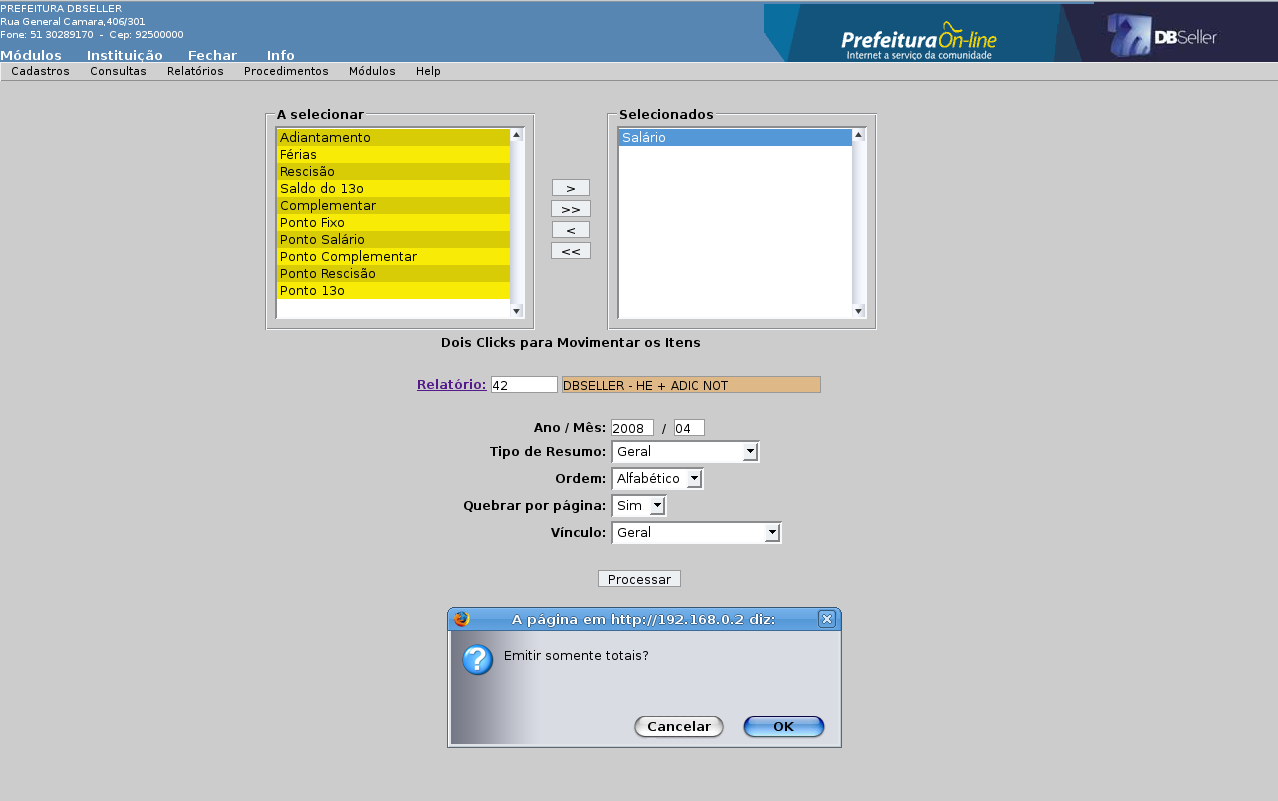 PREFEITURA DBSELLER
Rua General Camara,406/301
Fone: 51 30289170 - Cep: 92500000
Módulos Instituição Fechar Info
Prefeitura On-line
Internet a serviço da comunidade
DBSeller
Cadastros Consultas Relatórios Procedimentos Módulos Help
A selecionar
Adiantamento
Férias
Rescisão
Saldo do 13o
Complementar
Ponto Fixo
Ponto Salário
Ponto Complementar
Ponto Rescisão
Ponto 13o
>
>>
<
<<
Selecionados
Salário
Dois Clicks para Movimentar os Itens
Relatório: 42 DBSELLER - HE + ADIC NOT
Ano / Mês: 2008 / 04
Tipo de Resumo: Geral
Ordem: Alfabético
Quebrar por página: Sim
Vínculo: Geral
Processar
A página em http://192.168.0.2 diz:
Emitir somente totais?
Cancelar OK